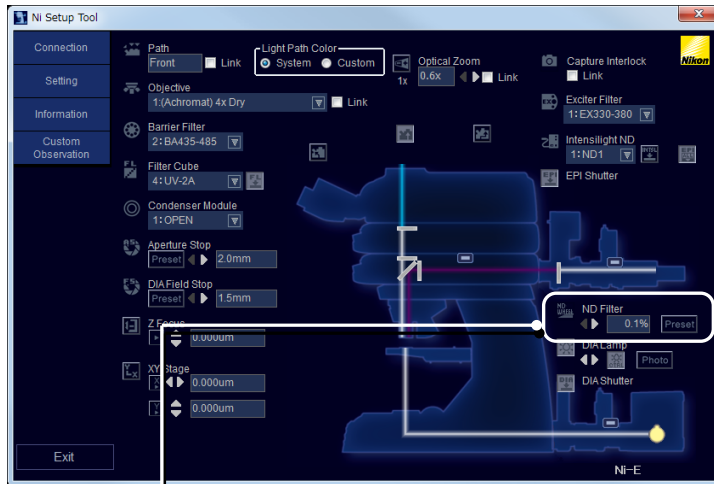 Ni Setup Tool
Connection
Setting
Information
Custom
Observation
Exit
Path
Front
Link
Light Path Color
System
Custom
Optical Zoom
1x
0.6x
Link
Capture Interlock
Link
Nikon
Objective
1:(Achromat) 4x Dry
Link
Exciter Filter
1:EX330-380
Barrier Filter
2:BA435-485
Intensilight ND
1:ND1
EPI Shutter
Filter Cube
4:UV-2A
Condenser Module
1:OPEN
Aperture Stop
Preset
2.0mm
DIA Field Stop
Preset
1.5mm
ND Filter
0.1%
Preset
Z Focus
0.000um
DIA Lamp
Photo
XY Stage
X
0.000um
DIA Shutter
Y
0.000um
Ni-E